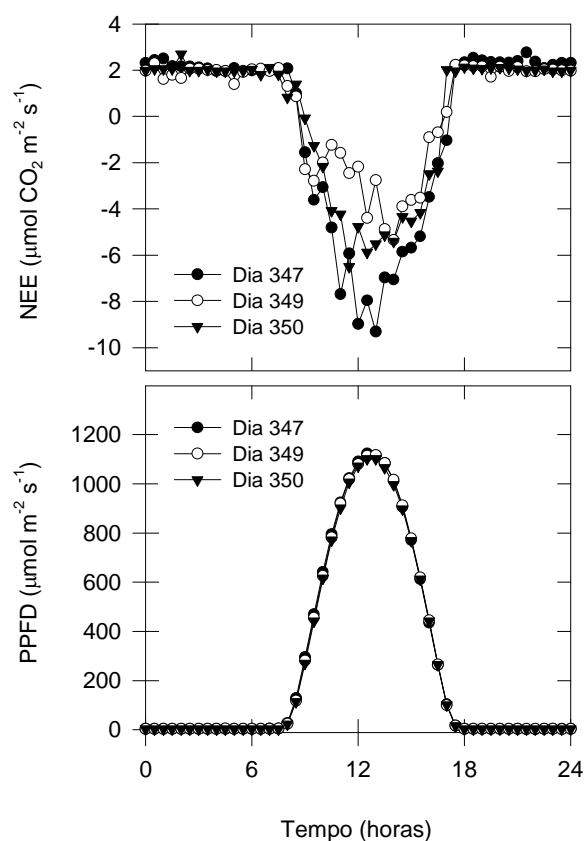 4
2
0
-2
-4
-6
-8
-10
NEE (μmol CO₂ m⁻² s⁻¹)
Dia 347
Dia 349
Dia 350
1200
1000
800
600
400
200
0
PPFD (μmol m⁻² s⁻¹)
Dia 347
Dia 349
Dia 350
0 6 12 18 24
Tempo (horas)